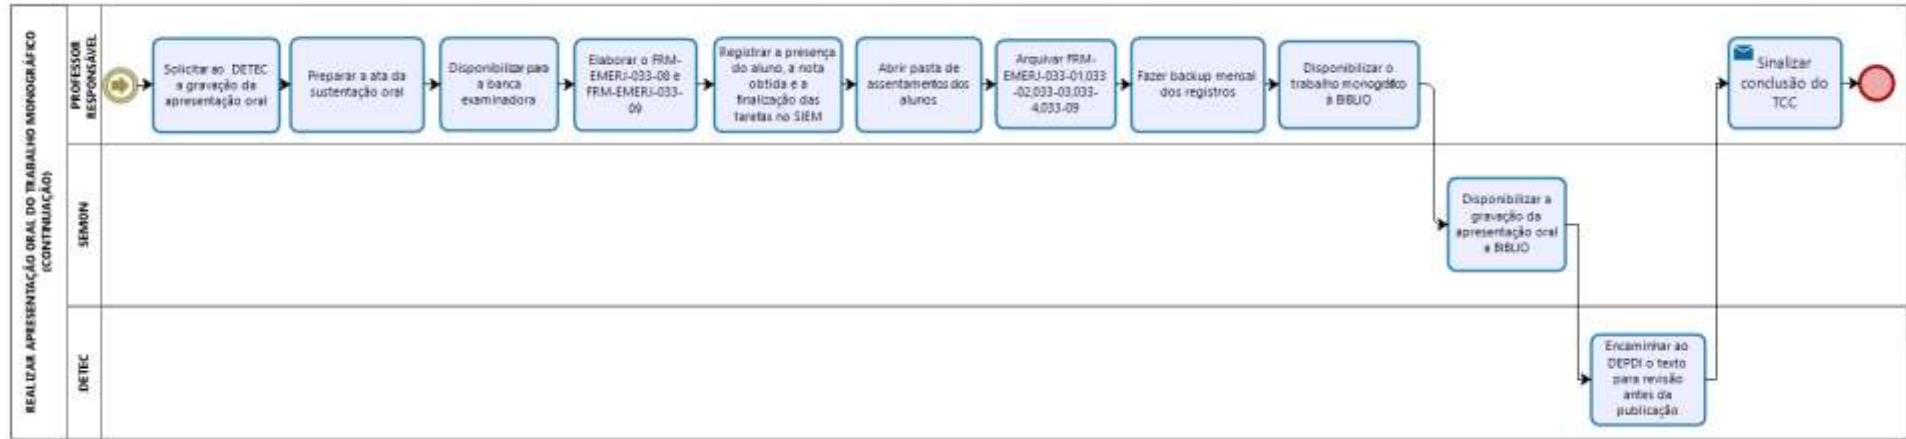 REALIZAR APRESENTAÇÃO ORAL DO TRABALHO MONOGRÁFICO
(CONTINUAÇÃO)
PROFESSOR
RESPONSÁVEL
Solicitar ao DETEC
a gravação da
apresentação oral
Preparar a ata da
sustentação oral
Disponibilizar para
a banca
examinadora
Elaborar o FRM-
EMERJ-033-08 e
FRM-EMERJ-033-
09
Registrar a presença
do aluno, a nota
obtida e a
finalização das
tarefas no SIEM
Abrir pasta de
assentamentos dos
alunos
Arquivar FRM-
EMERJ-033-01,033
-02,033-03,033-
4,033-09
Fazer backup mensal
dos registros
Disponibilizar o
trabalho monográfico
à BIBLIO
Sinalizar
conclusão do
TCC
SEMON
Disponibilizar a
gravação da
apresentação oral
a BIBLIO
DETEC
Encaminhar ao
DEPDI o texto
para revisão
antes da
publicação